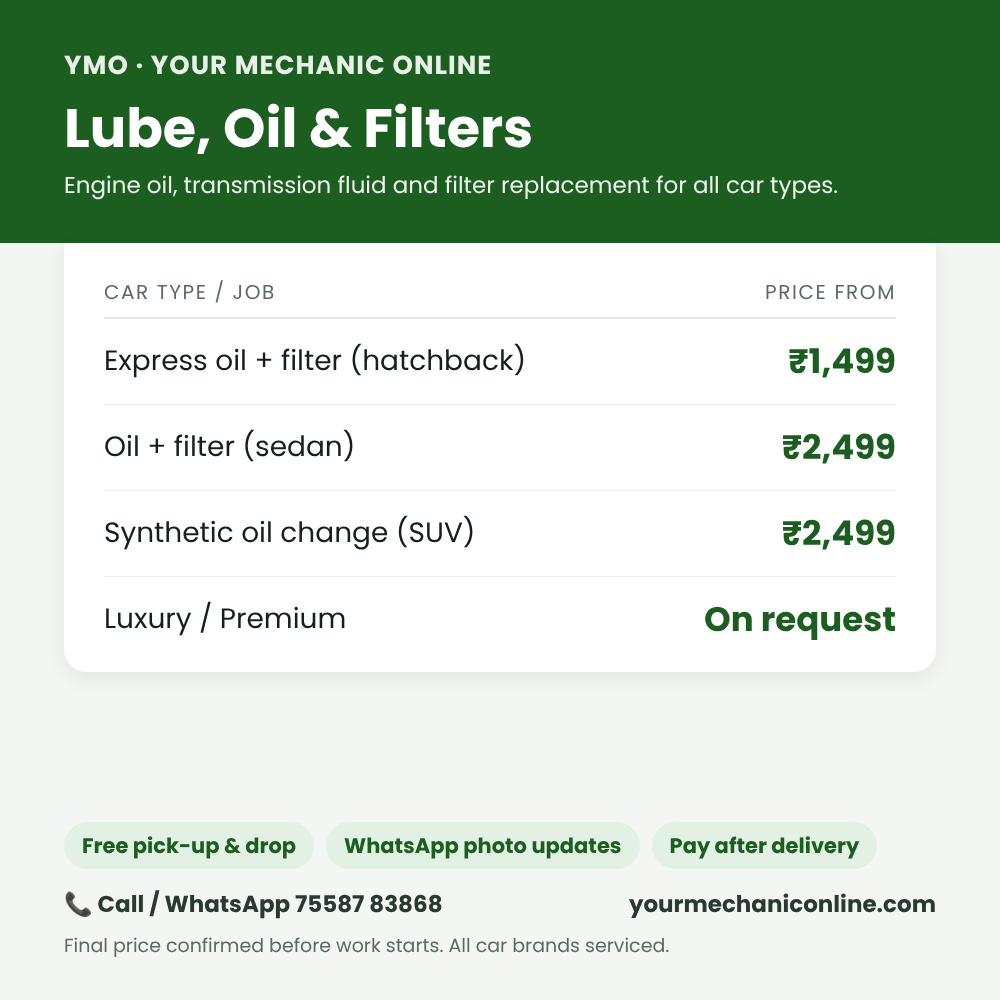 YMO · YOUR MECHANIC ONLINE
Lube, Oil & Filters
Engine oil, transmission fluid and filter replacement for all car types.
CAR TYPE / JOB PRICE FROM
Express oil + filter (hatchback) ₹1,499
Oil + filter (sedan) ₹2,499
Synthetic oil change (SUV) ₹2,499
Luxury / Premium On request
Free pick-up & drop WhatsApp photo updates Pay after delivery
📞 Call / WhatsApp 75587 83868 yourmechaniconline.com
Final price confirmed before work starts. All car brands serviced.